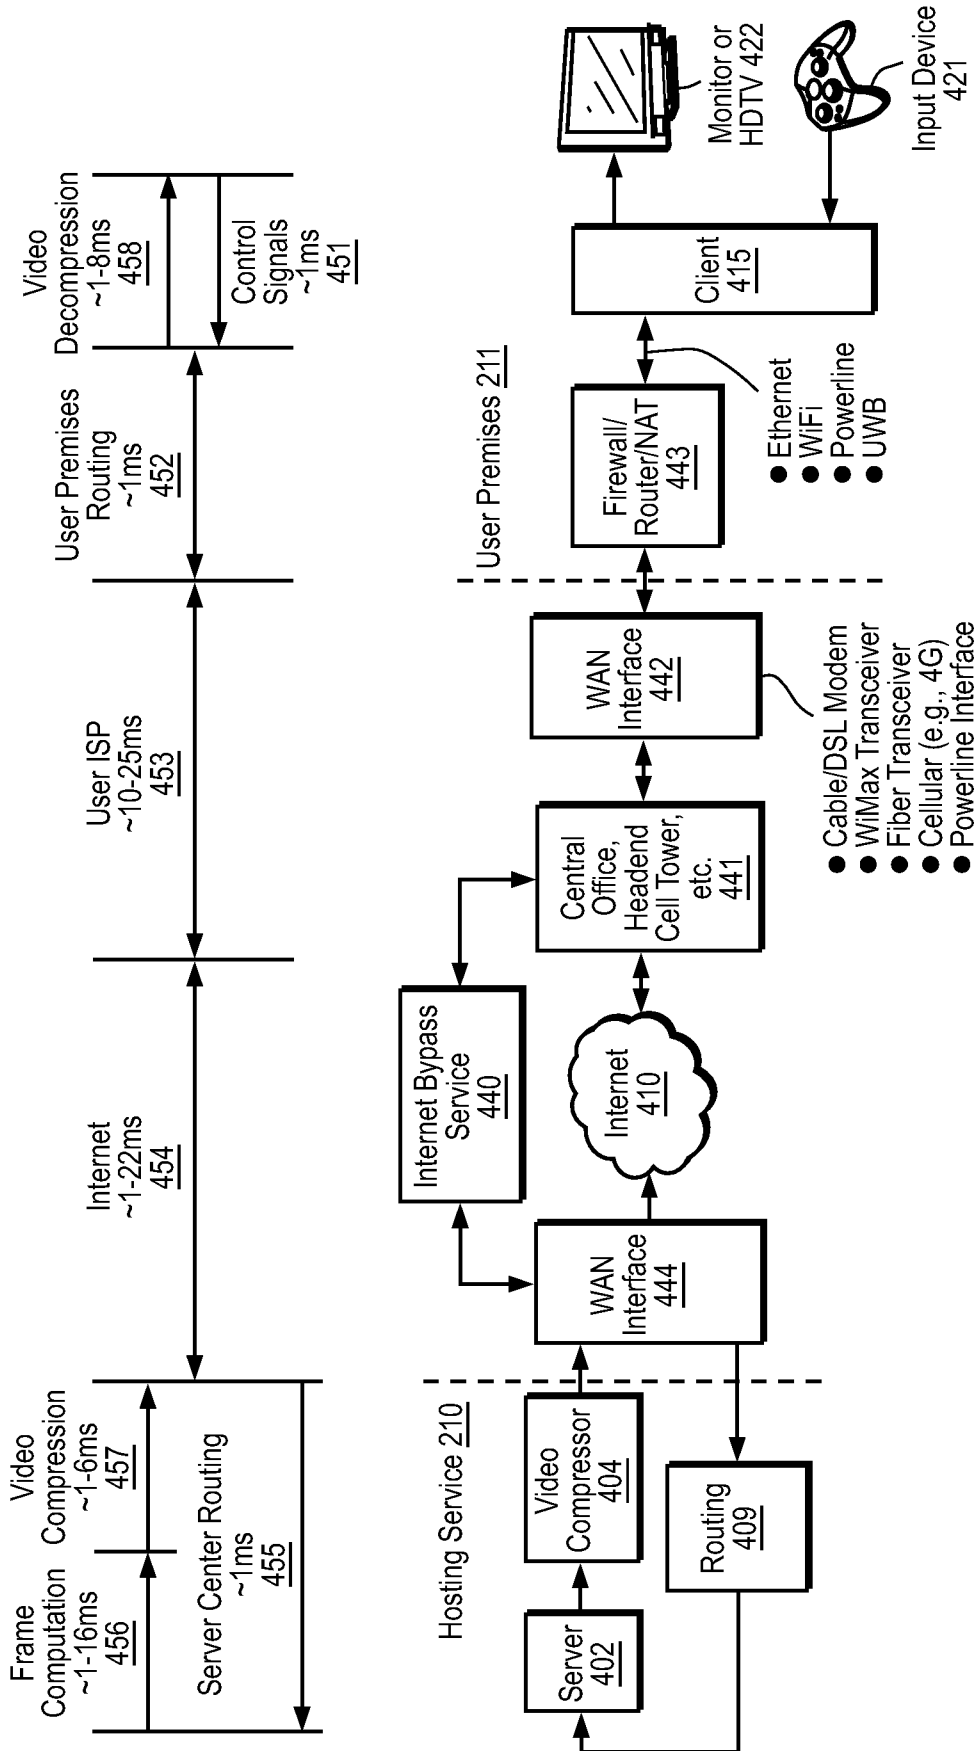 Frame
Computation
~1-16ms
456
Video
Compression
~1-6ms
457
Server Center Routing
~1ms
455
Internet
~1-22ms
454
User ISP
~10-25ms
453
User Premises
Routing
~1ms
452
Video
Decompression
~1-8ms
458
Control
Signals
~1ms
451
Hosting Service 210
Server
402
Video
Compressor
404
Routing
409
WAN
Interface
444
Internet Bypass
Service
440
Internet
410
Central
Office,
Headend
Cell Tower,
etc.
441
WAN
Interface
442
● Cable/DSL Modem
● WiMax Transceiver
● Fiber Transceiver
● Cellular (e.g., 4G)
● Powerline Interface
User Premises 211
Firewall/
Router/NAT
443
● Ethernet
● WiFi
● Powerline
● UWB
Client
415
Monitor or
HDTV 422
Input Device
421